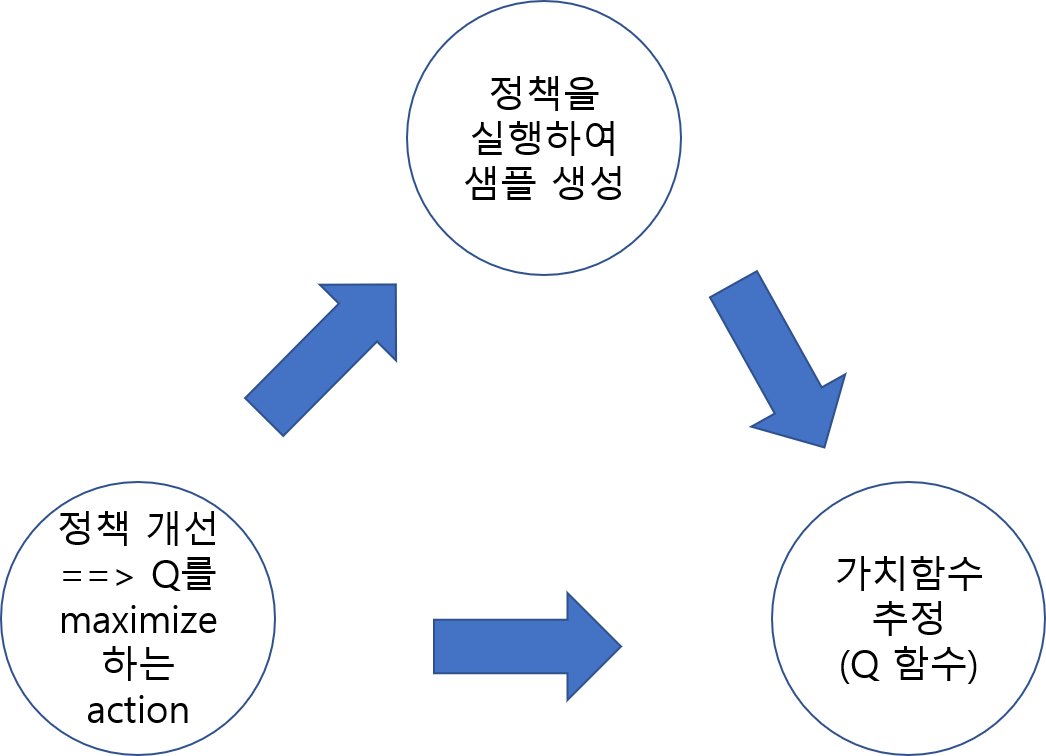 정책을
실행하여
샘플 생성
정책 개선
==> Q를
maximize
하는
action
가치함수
추정
(Q 함수)